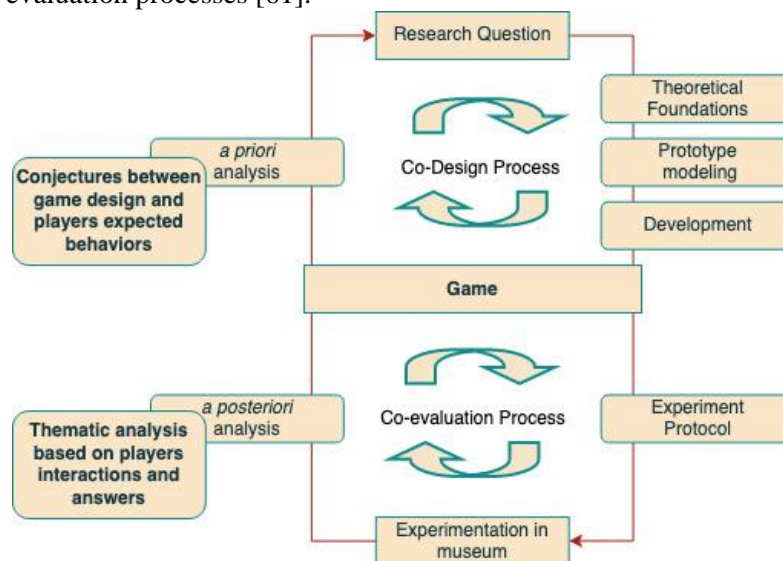 evaluation processes [81].
Research Question
Theoretical
Foundations
a priori
analysis
Conjectures between
game design and
players expected
behaviors
Co-Design Process
Prototype
modeling
Development
Game
a posteriori
analysis
Thematic analysis
based on players
interactions and
answers
Co-evaluation Process
Experiment
Protocol
Experimentation in
museum